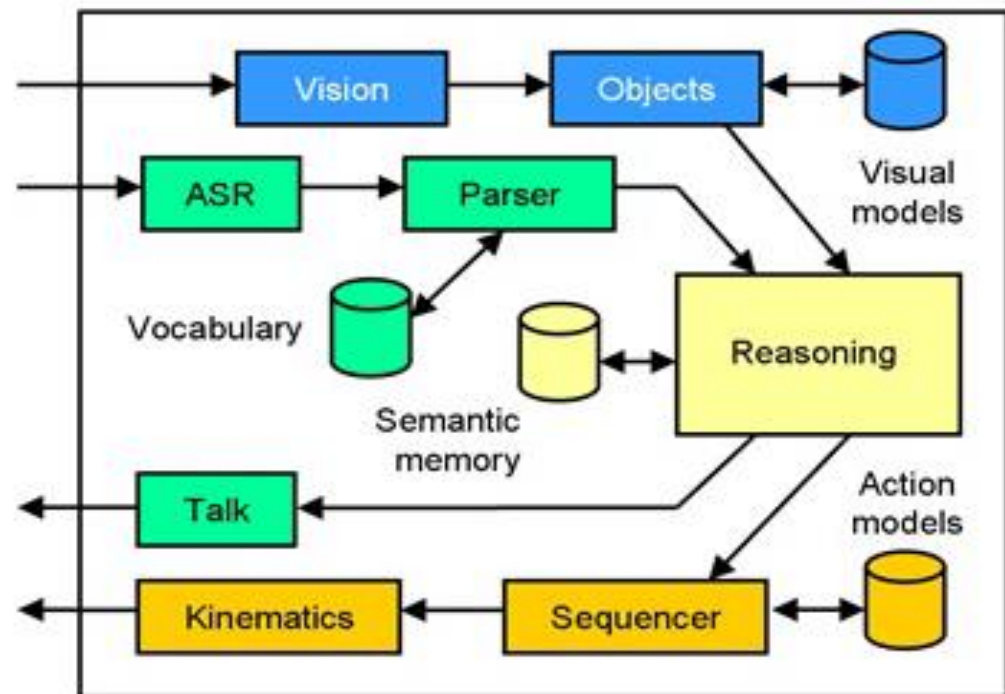 Vision
Objects
Visual
models
ASR
Parser
Vocabulary
Reasoning
Semantic
memory
Talk
Action
models
Kinematics
Sequencer